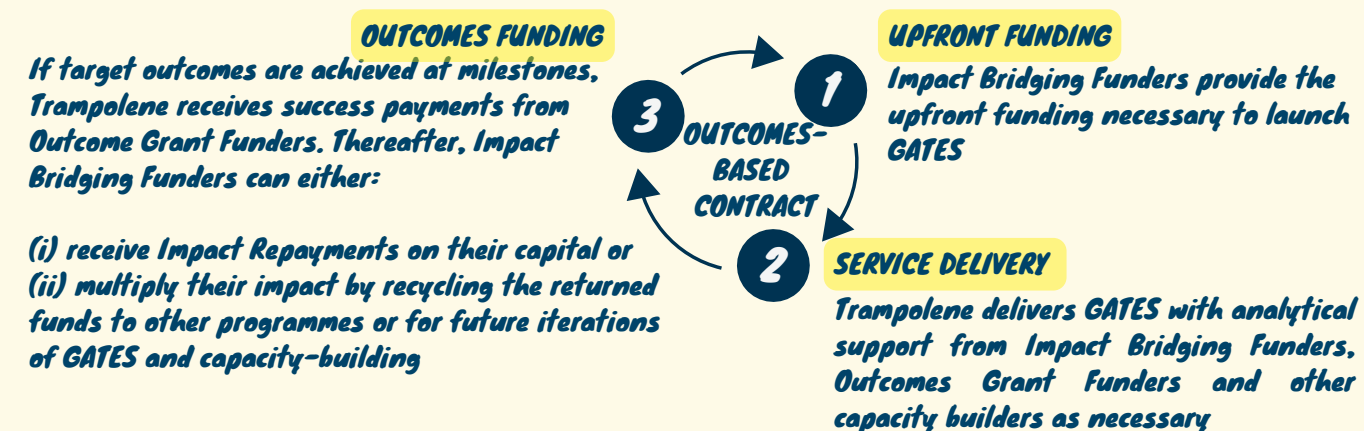 OUTCOMES FUNDING
If target outcomes are achieved at milestones,
Trampolene receives success payments from
Outcome Grant Funders. Thereafter, Impact
Bridging Funders can either:
(i) receive Impact Repayments on their capital or
(ii) multiply their impact by recycling the returned
funds to other programmes or for future iterations
of GATES and capacity-building
3
OUTCOMES-
BASED
CONTRACT
1
UPFRONT FUNDING
Impact Bridging Funders provide the
upfront funding necessary to launch
GATES
2
SERVICE DELIVERY
Trampolene delivers GATES with analytical
support from Impact Bridging Funders,
Outcomes Grant Funders and other
capacity builders as necessary